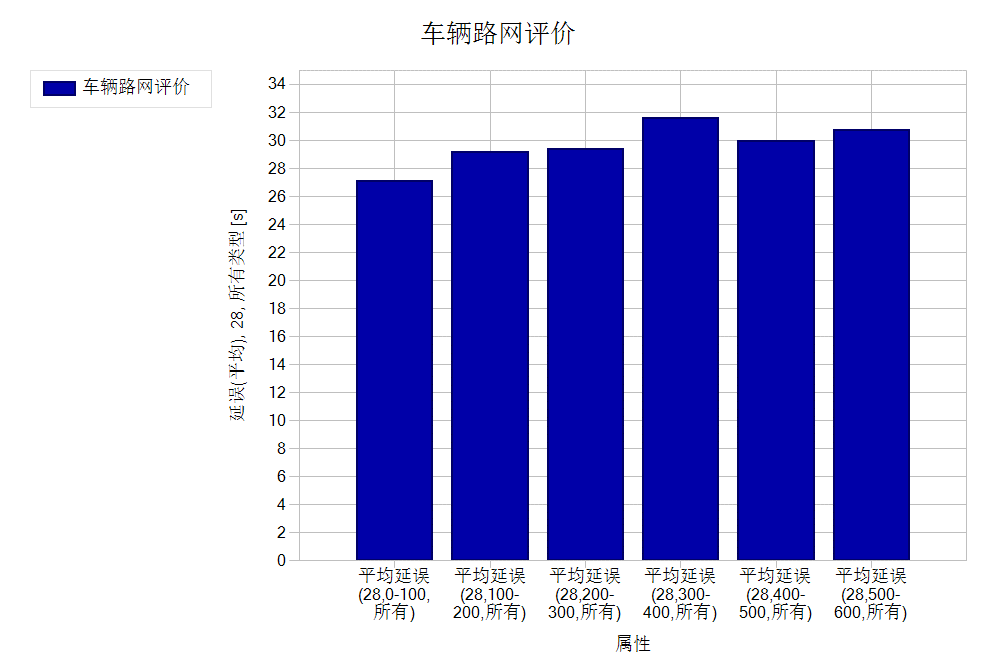 车辆路网评价
车辆路网评价
34
32
30
28
26
24
22
20
18
16
14
12
10
8
6
4
2
0
延误(平均), 28, 所有类型 [s]
平均延误
(28,0-100,
所有)
平均延误
(28,100-
200,所有)
平均延误
(28,200-
300,所有)
平均延误
(28,300-
400,所有)
平均延误
(28,400-
500,所有)
平均延误
(28,500-
600,所有)
属性